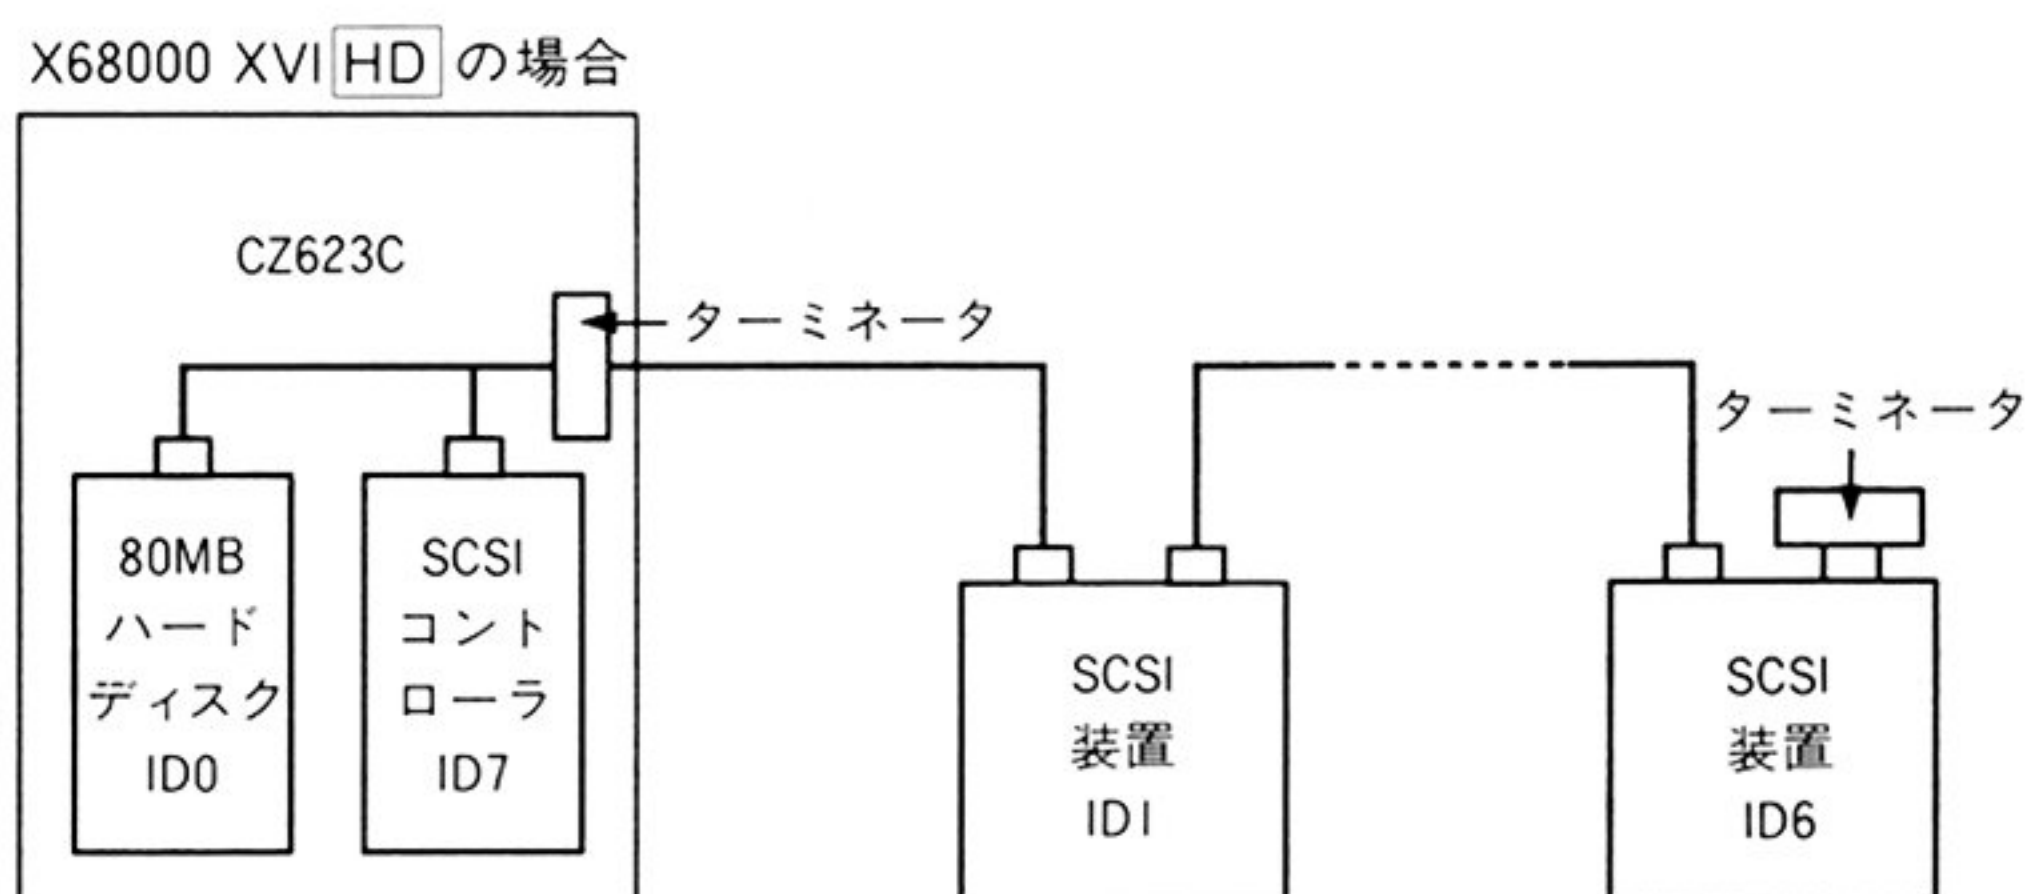 X68000 XVI HD の場合
CZ623C
ターミネータ
ターミネータ
80MB
ハード
ディスク
ID0
SCSI
コント
ローラ
ID7
SCSI
装置
ID1
SCSI
装置
ID6